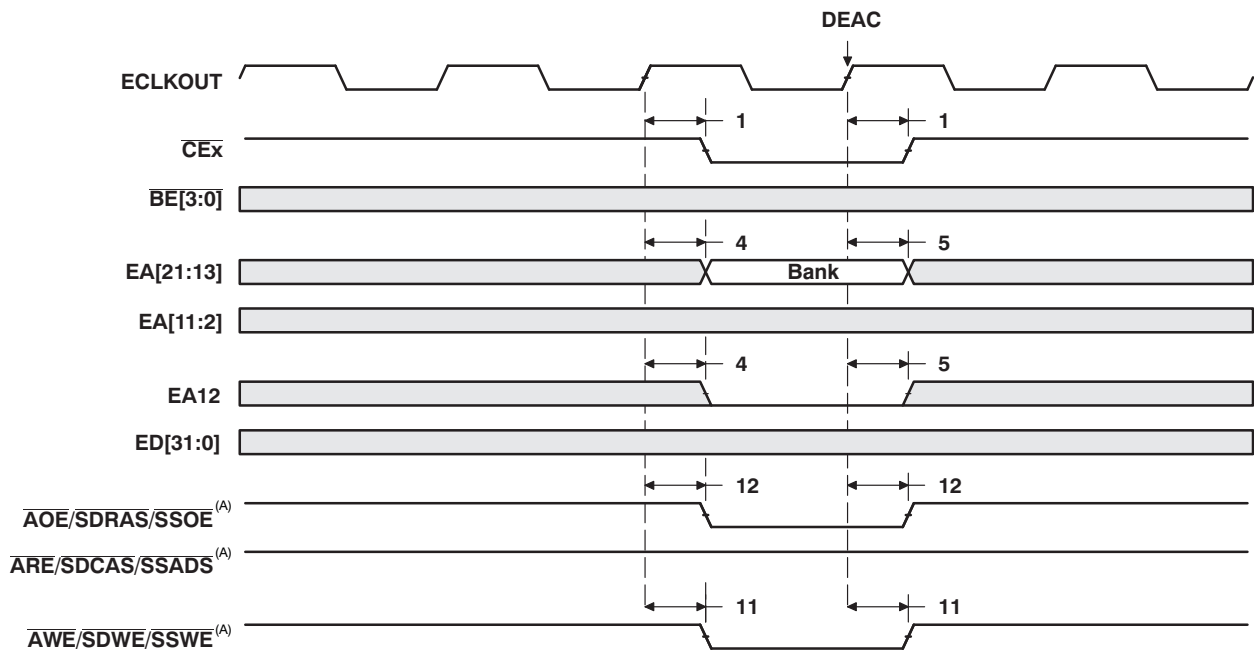 DEAC
ECLKOUT
1 1
CEx
BE[3:0]
4 5
EA[21:13] Bank
EA[11:2]
4 5
EA12
ED[31:0]
12 12
AOE/SDRAS/SSOE(A)
ARE/SDCAS/SSADS(A)
11 11
AWE/SDWE/SSWE(A)